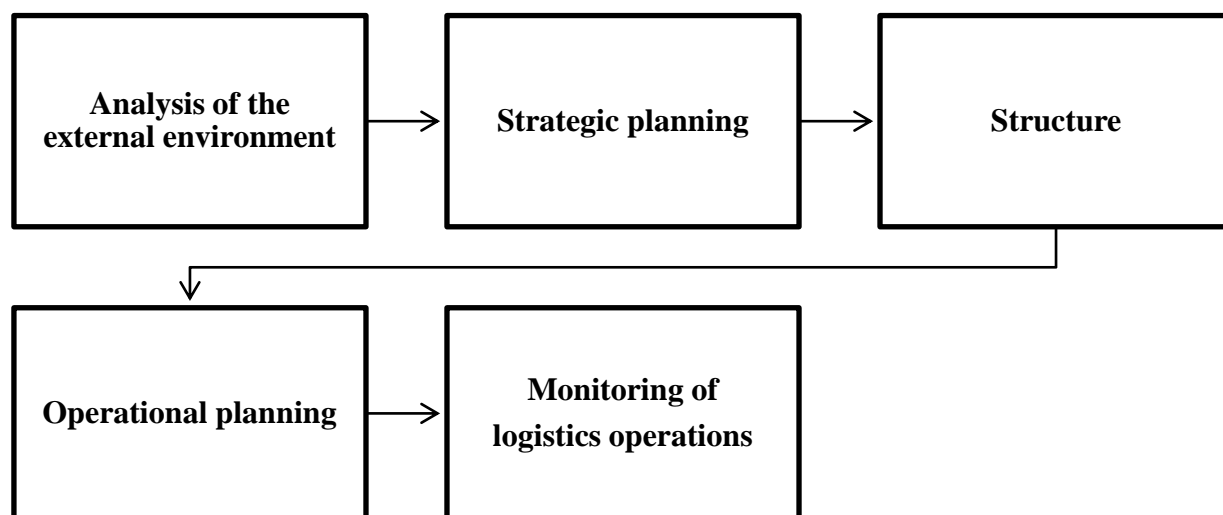 Analysis of the
external environment
Strategic planning
Structure
Operational planning
Monitoring of
logistics operations